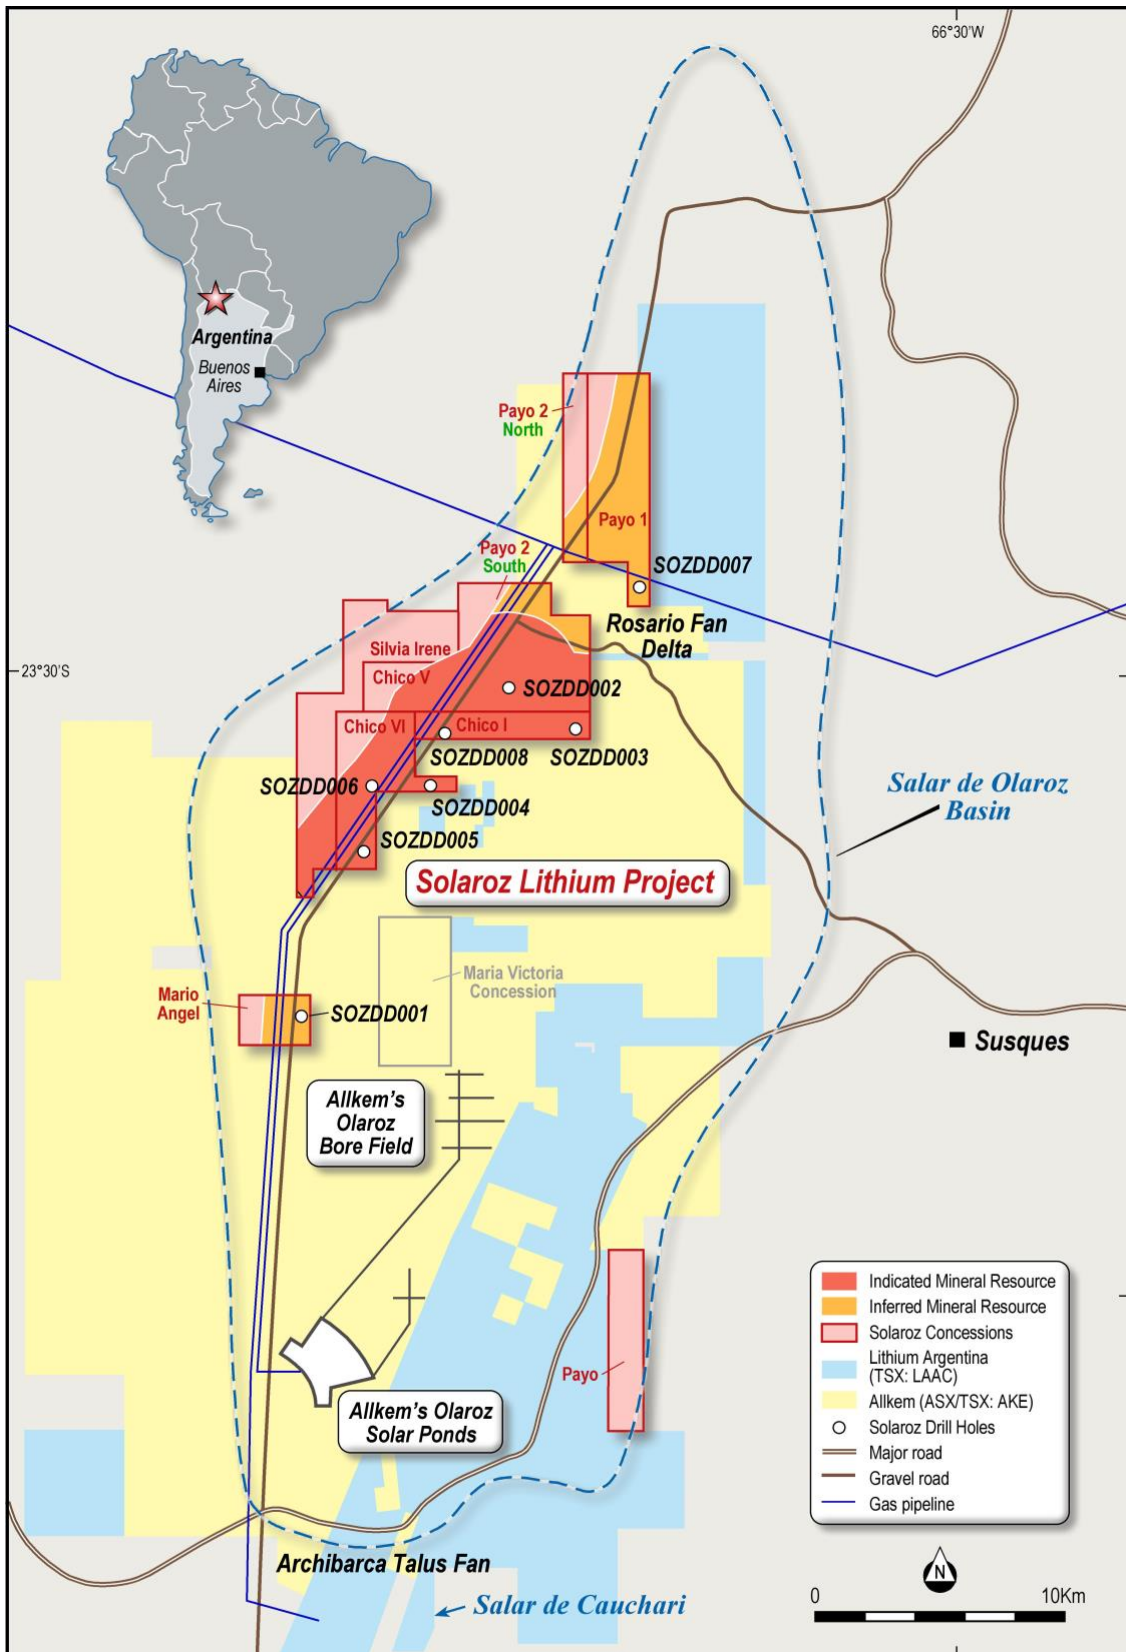 66°30'W
Argentina
Buenos
Aires
Payo 2
North
Payo 1
Payo 2
South
SOZDD007
Rosario Fan
Delta
23°30'S
Silvia Irene
Chico V
SOZDD002
Chico VI
Chico I
SOZDD008
SOZDD003
SOZDD006
SOZDD004
Salar de Olaroz
Basin
SOZDD005
Solaroz Lithium Project
Maria Victoria
Concession
Mario
Angel
SOZDD001
Susques
Allkem's
Olaroz
Bore Field
Payo
Allkem's Olaroz
Solar Ponds
Archibarca Talus Fan
Salar de Cauchari
Indicated Mineral Resource
Inferred Mineral Resource
Solaroz Concessions
Lithium Argentina
(TSX: LAAC)
Allkem (ASX/TSX: AKE)
Solaroz Drill Holes
Major road
Gravel road
Gas pipeline
N
0 10Km